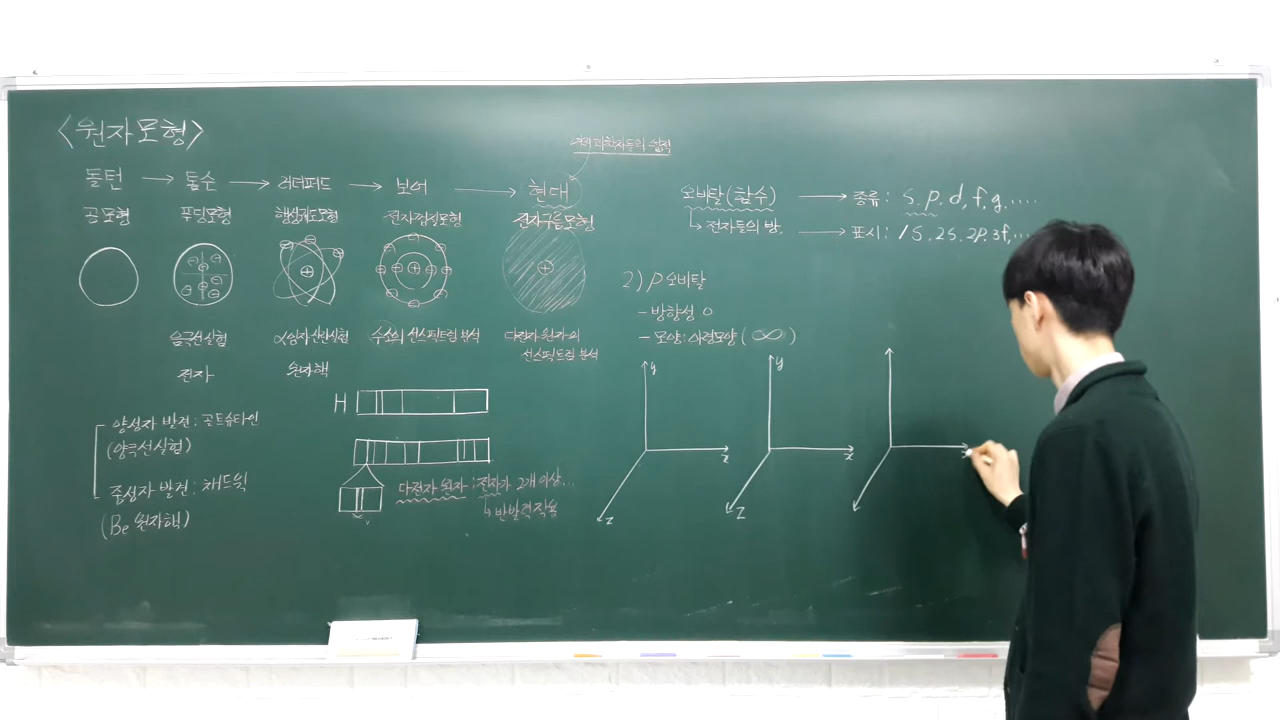 <원자모형>
여러 과학자들의 업적
돌턴 → 톰슨 → 러더퍼드 → 보어 → 현대
공모형 푸딩모형 행성궤도모형 전자껍질모형 전자구름모형
음극선실험 α입자산란실험 수소의 선스펙트럼 분석 다전자 원자의 선스펙트럼 분석
전자 원자핵
양성자 발견: 골트슈타인
(양극선실험)
중성자 발견: 채드윅
(Be 원자핵)
H
다전자 원자: 전자가 2개 이상...
↳ 반발력작용
오비탈(함수) → 종류: s, p, d, f, g, .....
↳ 전자들의 방. → 표시: 1s, 2s, 2p, 3f, ...
2) p오비탈
- 방향성 O
- 모양: 아령모양 (∞)
y x z
y x z